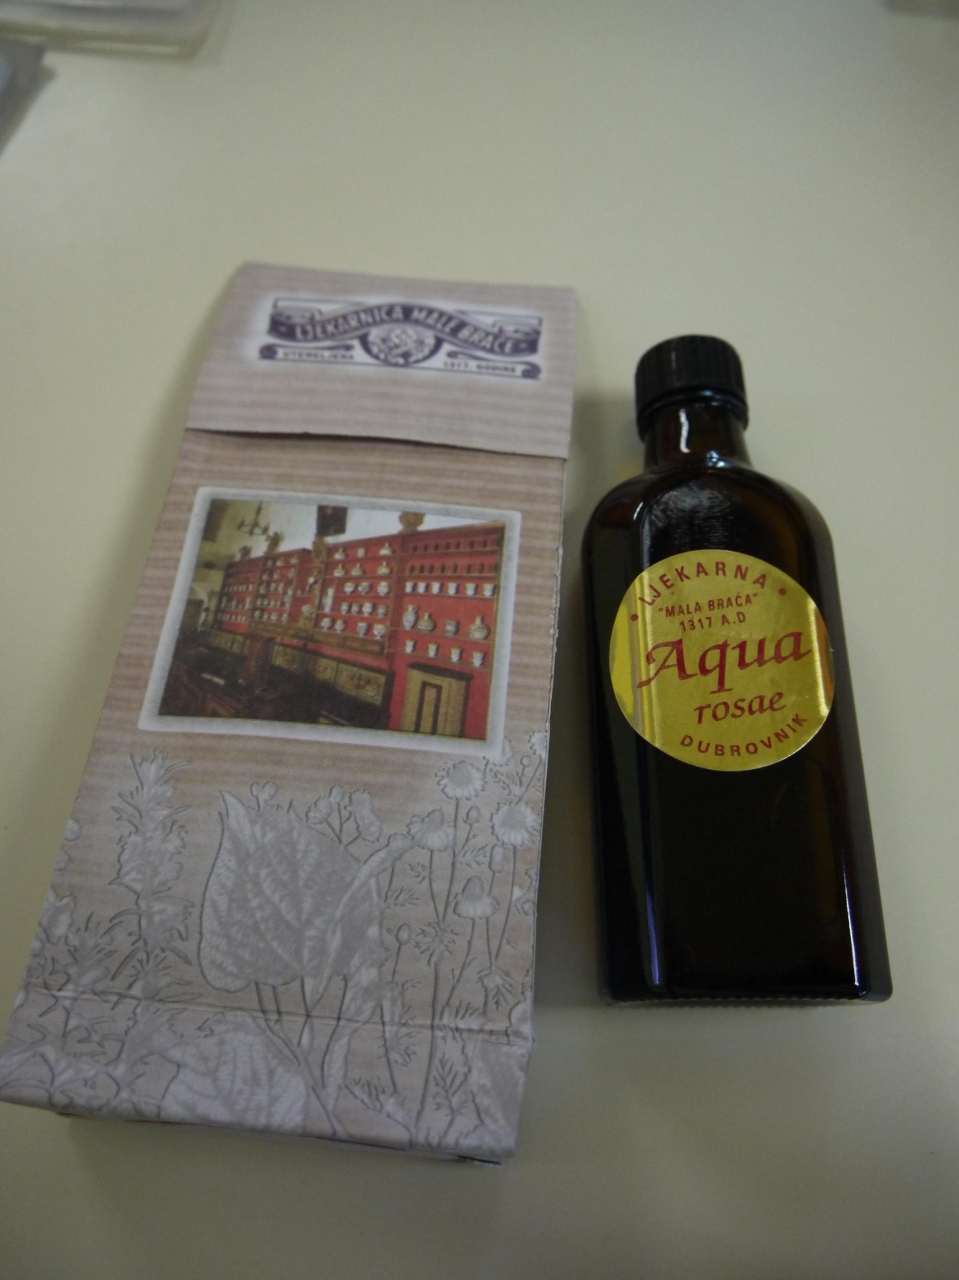 LJEKARNICA MALE BRAĆE
UTEMELJENA 1317. GODINE
LJEKARNA
"MALA BRAĆA"
1317 A.D
Aqua
rosae
DUBROVNIK